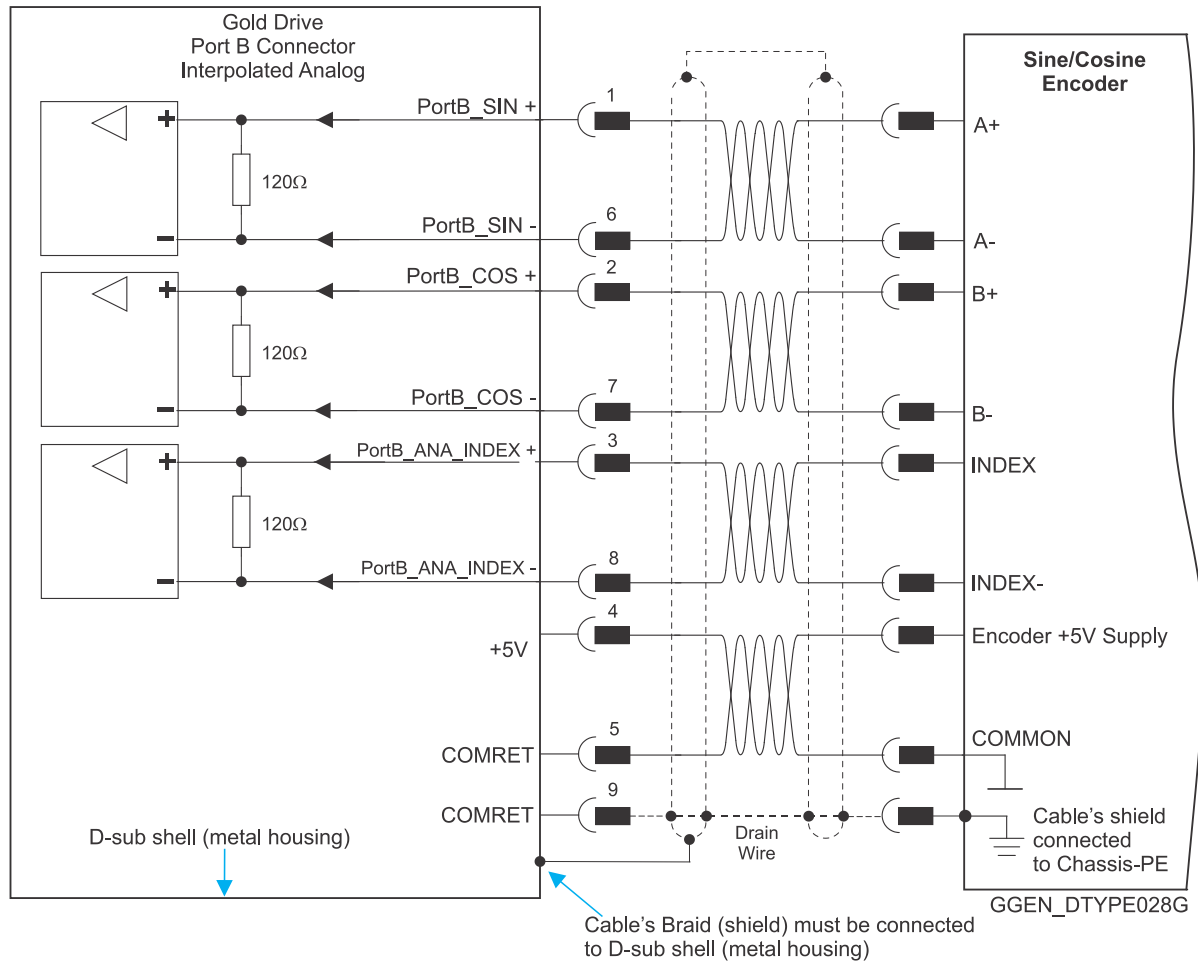 Gold Drive
Port B Connector
Interpolated Analog
Sine/Cosine
Encoder
PortB_SIN +
1
A+
120Ω
PortB_SIN -
6
A-
PortB_COS +
2
B+
120Ω
PortB_COS -
7
B-
PortB_ANA_INDEX +
3
INDEX
120Ω
PortB_ANA_INDEX -
8
INDEX-
+5V
4
Encoder +5V Supply
COMRET
5
COMMON
COMRET
9
Drain
Wire
Cable's shield
connected
to Chassis-PE
D-sub shell (metal housing)
GGEN_DTYPE028G
Cable's Braid (shield) must be connected
to D-sub shell (metal housing)